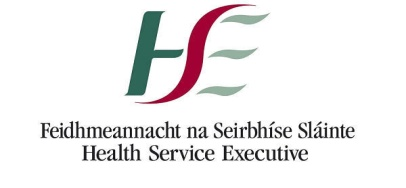 HSE
Feidhmeannacht na Seirbhíse Sláinte
Health Service Executive